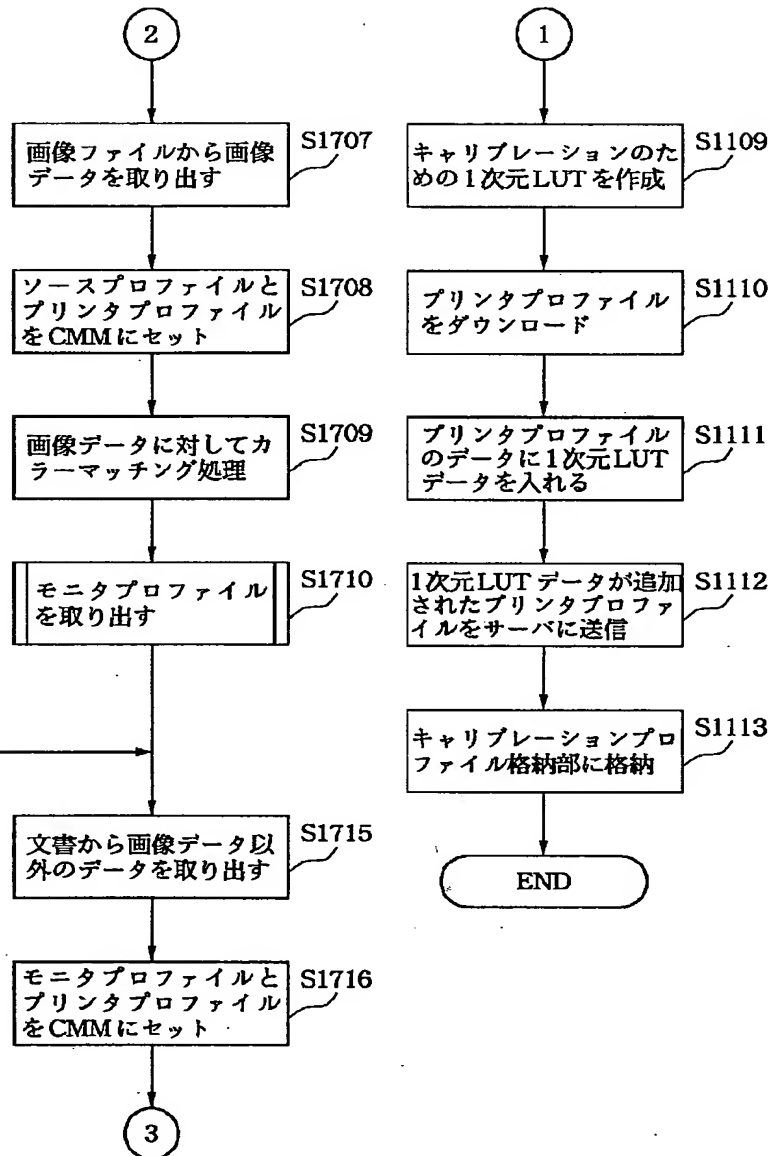 2
画像ファイルから画像
データを取り出す
S1707
ソースプロファイルと
プリンタプロファイル
をCMMにセット
S1708
画像データに対してカ
ラーマッチング処理
S1709
モニタプロファイル
を取り出す
S1710
文書から画像データ以
外のデータを取り出す
S1715
モニタプロファイルと
プリンタプロファイル
をCMMにセット
S1716
3
1
キャリブレーションのた
めの1次元LUTを作成
S1109
プリンタプロファイル
をダウンロード
S1110
プリンタプロファイル
のデータに1次元LUT
データを入れる
S1111
1次元LUTデータが追加
されたプリンタプロファ
イルをサーバに送信
S1112
キャリブレーションプロ
ファイル格納部に格納
S1113
END